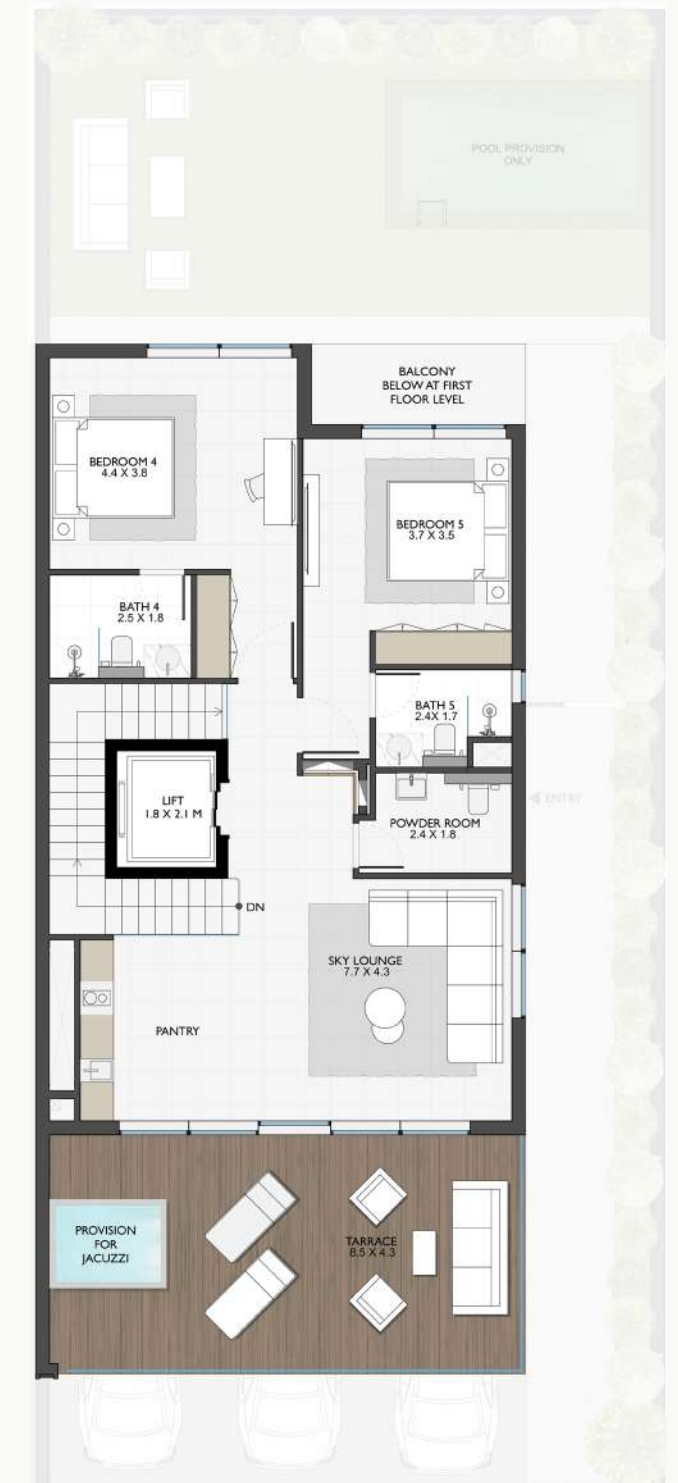 POOL PROVISION
ONLY
BALCONY
BELOW AT FIRST
FLOOR LEVEL
BEDROOM 4
4.4 X 3.8
BEDROOM 5
3.7 X 3.5
BATH 4
2.5 X 1.8
BATH 5
2.4X 1.7
LIFT
1.8 X 2.1 M
ENTRY
POWDER ROOM
2.4 X 1.8
DN
SKY LOUNGE
7.7 X 4.3
PANTRY
PROVISION
FOR
JACUZZI
TARRACE
8.5 X 4.3